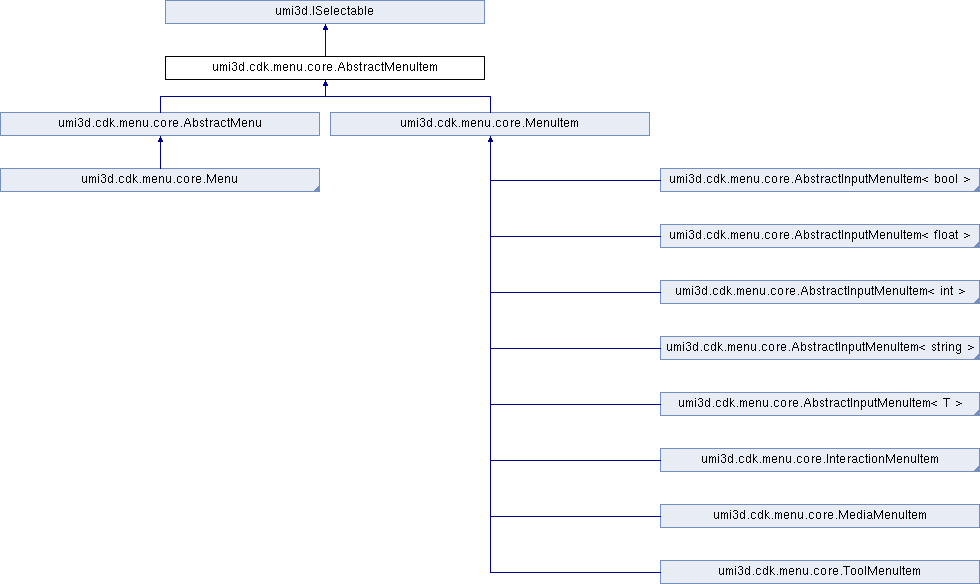 umi3d.ISelectable
umi3d.cdk.menu.core.AbstractMenuItem
umi3d.cdk.menu.core.AbstractMenu
umi3d.cdk.menu.core.MenuItem
umi3d.cdk.menu.core.Menu
umi3d.cdk.menu.core.AbstractInputMenuItem< bool >
umi3d.cdk.menu.core.AbstractInputMenuItem< float >
umi3d.cdk.menu.core.AbstractInputMenuItem< int >
umi3d.cdk.menu.core.AbstractInputMenuItem< string >
umi3d.cdk.menu.core.AbstractInputMenuItem< T >
umi3d.cdk.menu.core.InteractionMenuItem
umi3d.cdk.menu.core.MediaMenuItem
umi3d.cdk.menu.core.ToolMenuItem